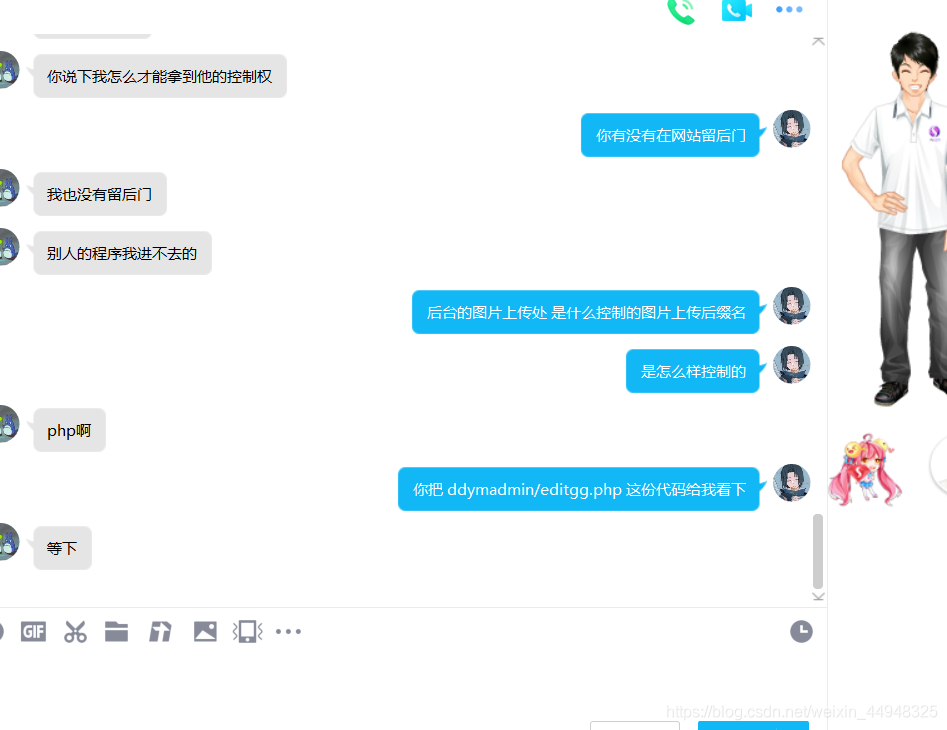 你说下我怎么才能拿到他的控制权
你有没有在网站留后门
我也没有留后门
别人的程序我进不去的
后台的图片上传处 是什么控制的图片上传后缀名
是怎么样控制的
php啊
你把 ddymadmin/editgg.php 这份代码给我看下
等下
GIF
https://blog.csdn.net/weixin_44948325